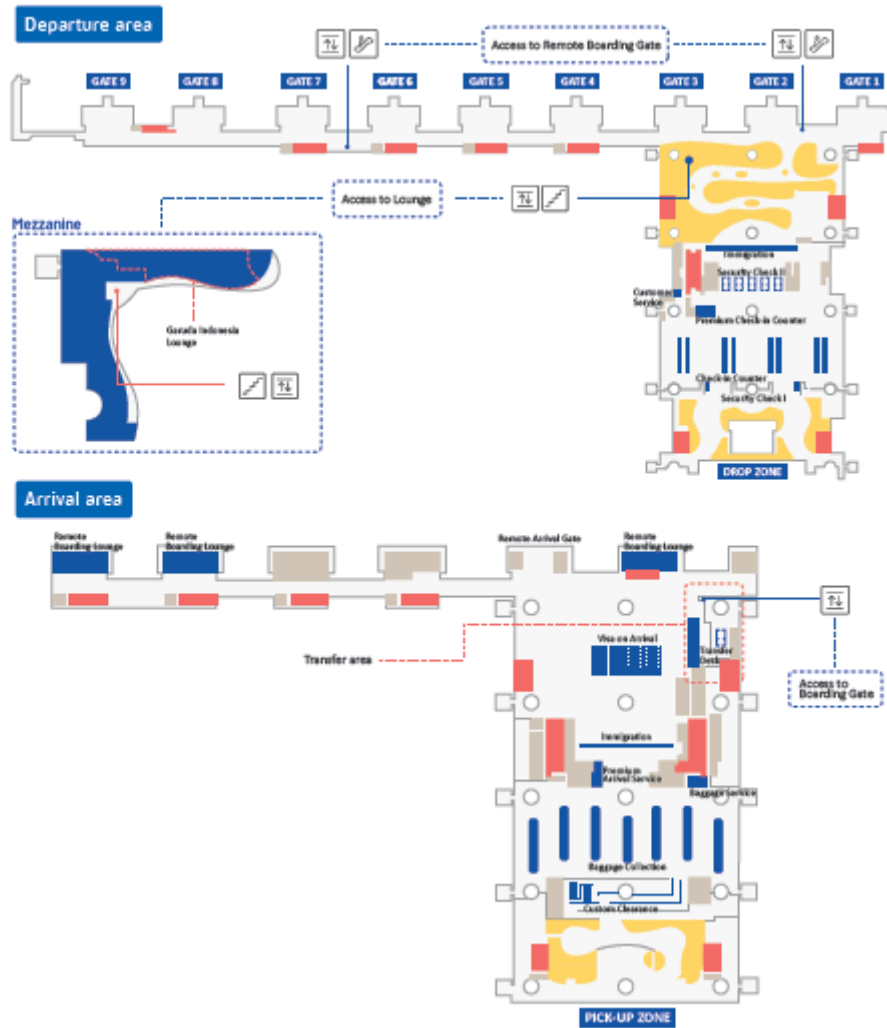 Departure area
Access to Remote Boarding Gate
GATE 9
GATE 8
GATE 7
GATE 6
GATE 5
GATE 4
GATE 3
GATE 2
GATE 1
Access to Lounge
Mezzanine
Garuda Indonesia
Lounge
Immigration
Security Check II
Customer
Service
Premium Check-in Counter
Check-in Counter
Security Check I
DROP ZONE
Arrival area
Remote
Boarding Lounge
Remote
Boarding Lounge
Remote Arrival Gate
Remote
Boarding Lounge
Visa on Arrival
Transfer
Desk
Transfer area
Access to
Boarding Gate
Immigration
Premium
Arrival Service
Baggage Service
Baggage Collection
Custom Clearance
PICK-UP ZONE